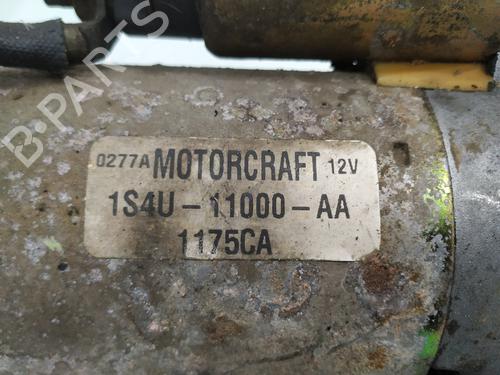 B-PARTS
0277A MOTORCRAFT 12V
1S4U-11000-AA
1175CA